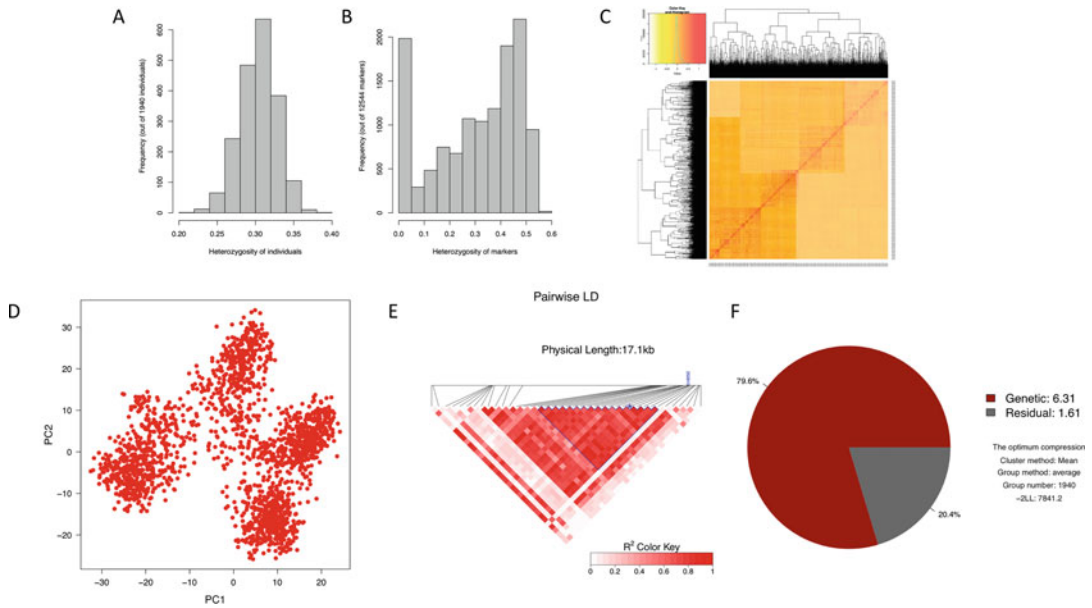 A
Frequency (out of 1940 individuals)
0 100 200 300 400 500 600
0.20 0.25 0.30 0.35 0.40
Heterozygosity of individuals
B
Frequency (out of 12544 markers)
0 500 1000 1500 2000
0.0 0.1 0.2 0.3 0.4 0.5 0.6
Heterozygosity of markers
C
D
PC2
30
20
10
0
−10
−20
−30 −20 −10 0 10 20
PC1
E
Pairwise LD
Physical Length:17.1kb
R2 Color Key
0 0.2 0.4 0.6 0.8 1
F
79.6%
20.4%
Genetic: 6.31
Residual: 1.61
The optimum compression
Cluster method: Mean
Group method: average
Group number: 1940
−2LL: 7841.2